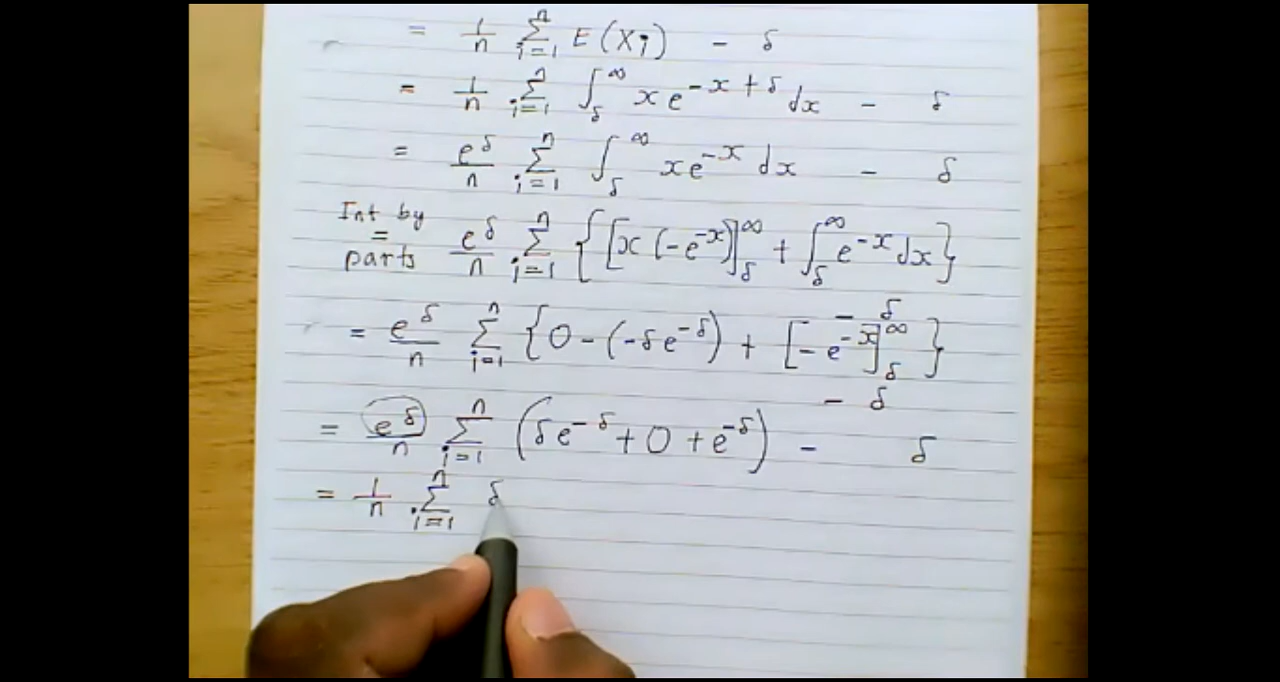 = 1/n Σ_{i=1}^{n} E(X_i) - δ
= 1/n Σ_{i=1}^{n} ∫_δ^∞ x e^{-x+δ} dx - δ
= e^δ/n Σ_{i=1}^{n} ∫_δ^∞ x e^{-x} dx - δ
Int by parts = e^δ/n Σ_{i=1}^{n} { [x(-e^{-x})]_δ^∞ + ∫_δ^∞ e^{-x} dx } - δ
= e^δ/n Σ_{i=1}^{n} { 0 - (-δe^{-δ}) + [-e^{-x}]_δ^∞ } - δ
= e^δ/n Σ_{i=1}^{n} (δe^{-δ} + 0 + e^{-δ}) - δ
= 1/n Σ_{i=1}^{n} δ